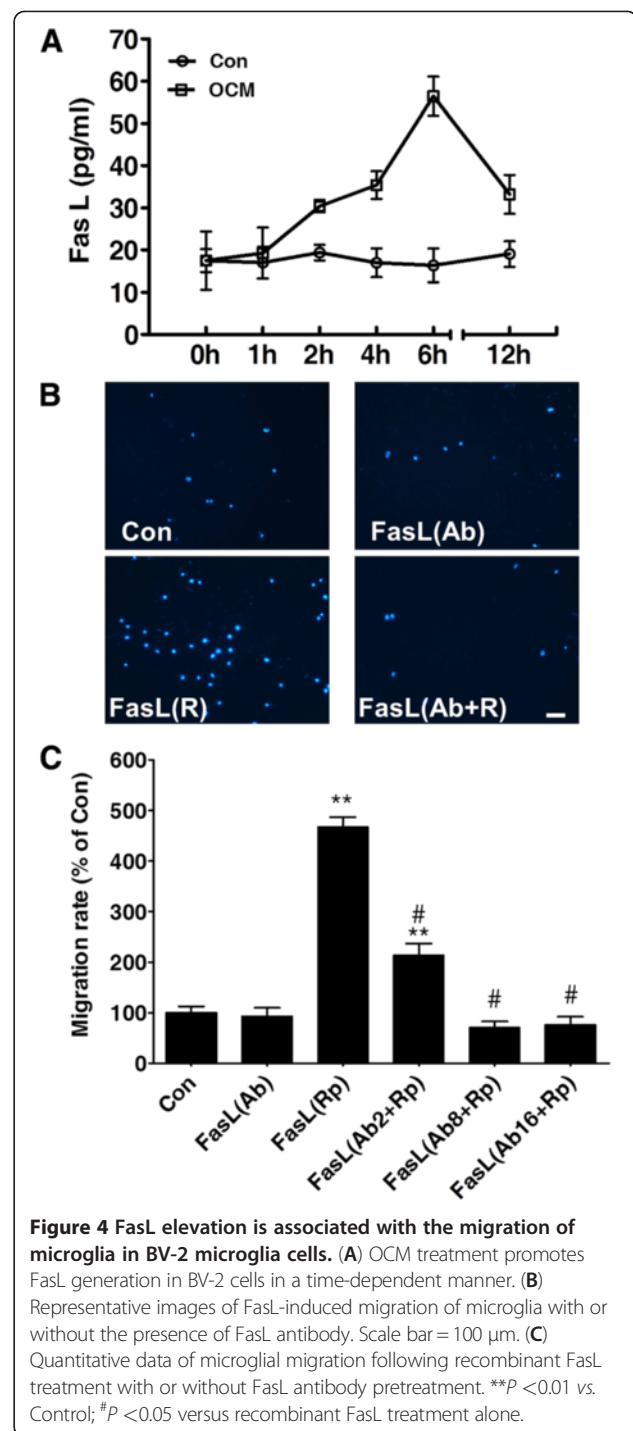 A
70
60
50
40
30
20
10
0
Fas L (pg/ml)
Con
OCM
0h 1h 2h 4h 6h 12h
B
Con
FasL(Ab)
FasL(R)
FasL(Ab+R)
C
600
500
400
300
200
100
0
Migration rate (% of Con)
**
#
**
#
#
Con
FasL(Ab)
FasL(Rp)
FasL(Ab2+Rp)
FasL(Ab8+Rp)
FasL(Ab16+Rp)
Figure 4 FasL elevation is associated with the migration of
microglia in BV-2 microglia cells. (A) OCM treatment promotes
FasL generation in BV-2 cells in a time-dependent manner. (B)
Representative images of FasL-induced migration of microglia with or
without the presence of FasL antibody. Scale bar = 100 μm. (C)
Quantitative data of microglial migration following recombinant FasL
treatment with or without FasL antibody pretreatment. **P <0.01 vs.
Control; #P <0.05 versus recombinant FasL treatment alone.